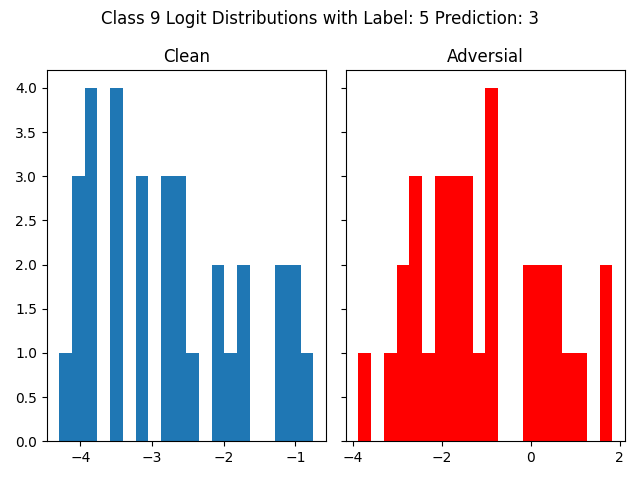 Class 9 Logit Distributions with Label: 5 Prediction: 3
Clean
Adversial
4.0
3.5
3.0
2.5
2.0
1.5
1.0
0.5
0.0
−4 −3 −2 −1
−4 −2 0 2